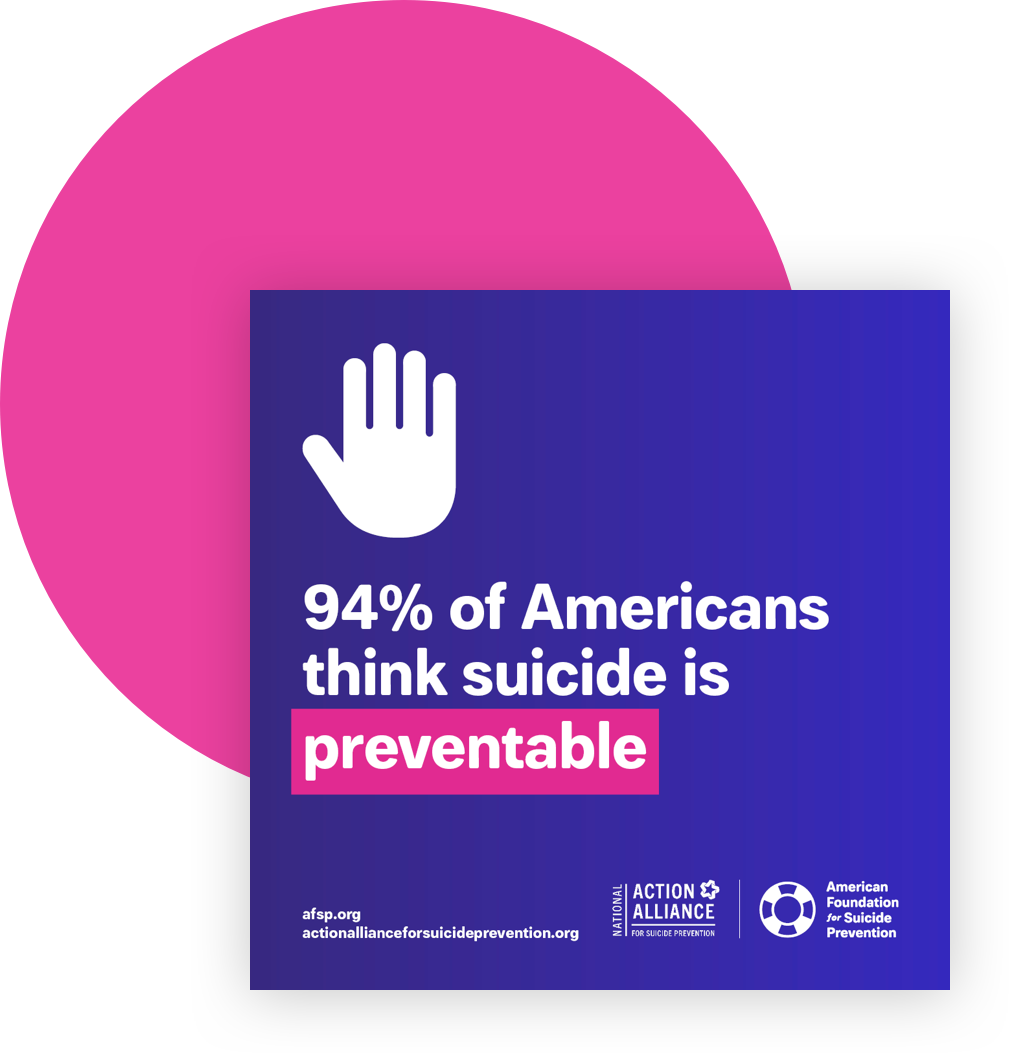 94% of Americans
think suicide is
preventable
afsp.org
actionallianceforsuicideprevention.org
NATIONAL
ACTION
ALLIANCE
FOR SUICIDE PREVENTION
American
Foundation
for Suicide
Prevention